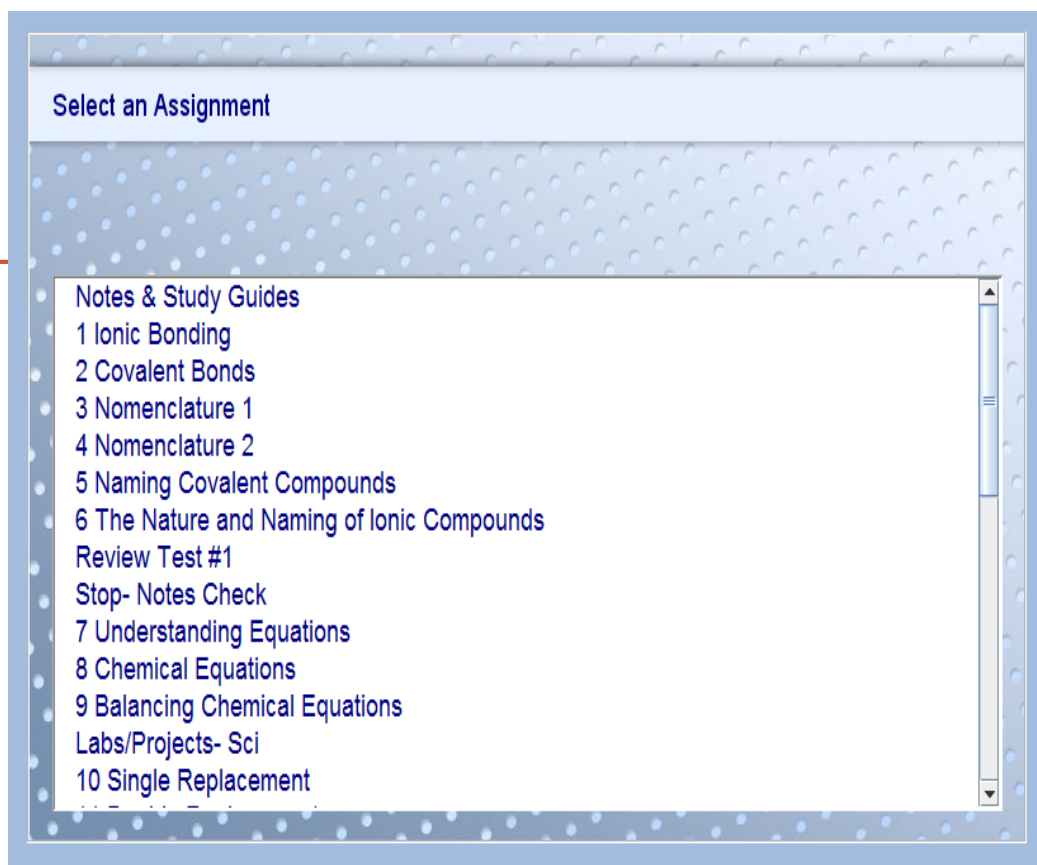 Select an Assignment
Notes & Study Guides
1 Ionic Bonding
2 Covalent Bonds
3 Nomenclature 1
4 Nomenclature 2
5 Naming Covalent Compounds
6 The Nature and Naming of Ionic Compounds
Review Test #1
Stop- Notes Check
7 Understanding Equations
8 Chemical Equations
9 Balancing Chemical Equations
Labs/Projects- Sci
10 Single Replacement